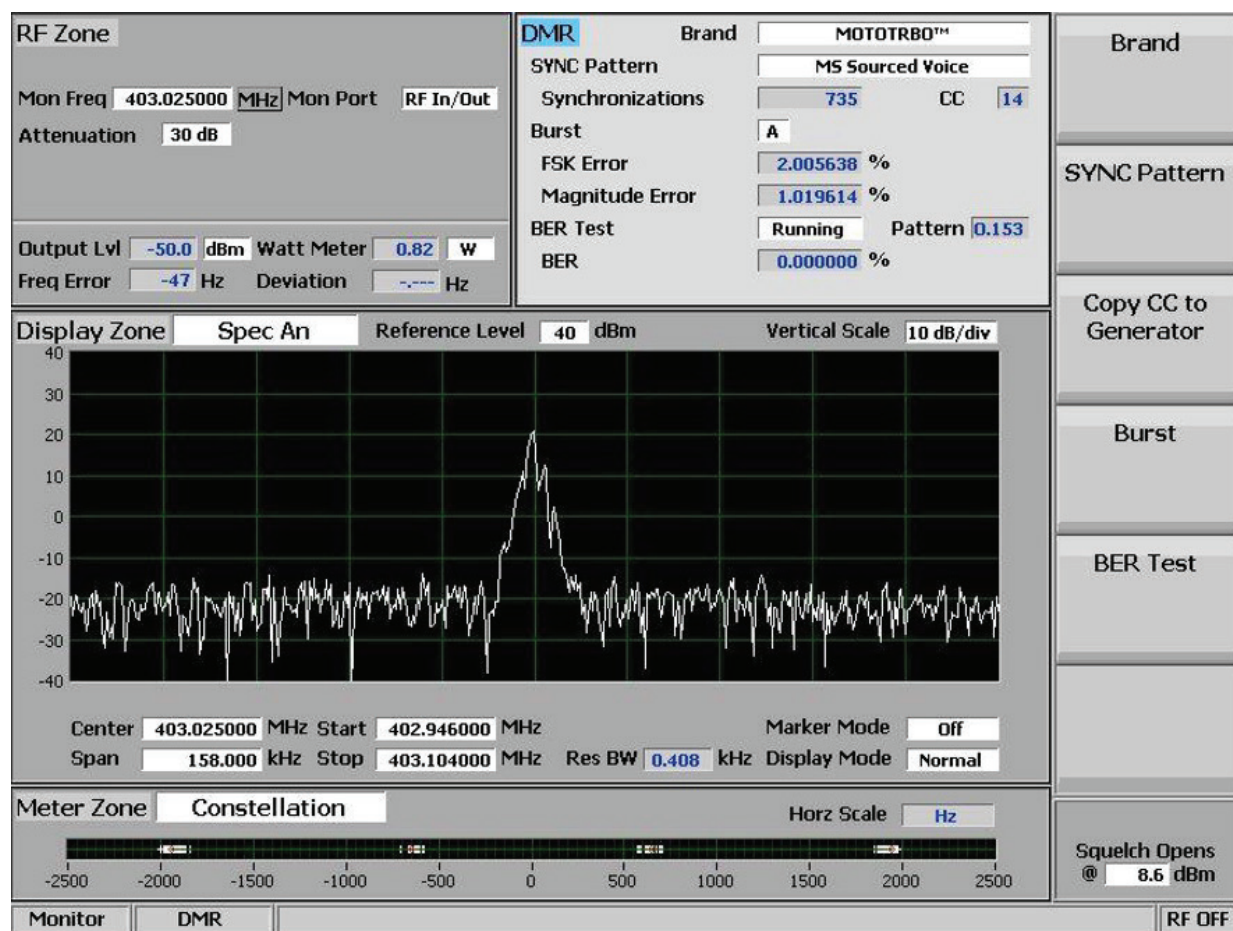 RF Zone
Mon Freq 403.025000 MHz Mon Port RF In/Out
Attenuation 30 dB
Output Lvl -50.0 dBm Watt Meter 0.82 W
Freq Error -47 Hz Deviation -.--- Hz
DMR Brand MOTOTRBO™
SYNC Pattern MS Sourced Voice
Synchronizations 735 CC 14
Burst A
FSK Error 2.005638 %
Magnitude Error 1.019614 %
BER Test Running Pattern 0.153
BER 0.000000 %
Display Zone Spec An Reference Level 40 dBm Vertical Scale 10 dB/div
40
30
20
10
0
-10
-20
-30
-40
Center 403.025000 MHz Start 402.946000 MHz Marker Mode Off
Span 158.000 kHz Stop 403.104000 MHz Res BW 0.408 kHz Display Mode Normal
Meter Zone Constellation Horz Scale Hz
-2500 -2000 -1500 -1000 -500 0 500 1000 1500 2000 2500
Monitor DMR RF OFF
Brand
SYNC Pattern
Copy CC to
Generator
Burst
BER Test
Squelch Opens
@ 8.6 dBm